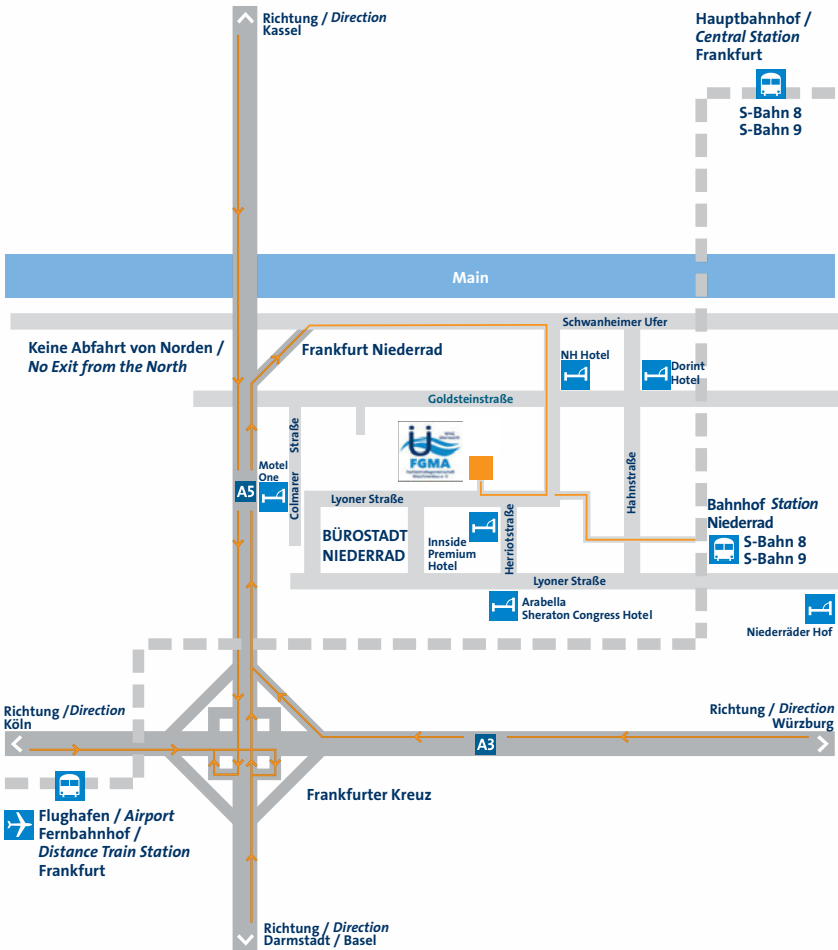 Richtung / Direction
Kassel
Hauptbahnhof /
Central Station
Frankfurt
S-Bahn 8
S-Bahn 9
Main
Schwanheimer Ufer
Keine Abfahrt von Norden /
No Exit from the North
Frankfurt Niederrad
NH Hotel
Dorint
Hotel
Goldsteinstraße
Colmarer Straße
FGMA
Motel
One
A5
Lyoner Straße
Hahnstraße
BÜROSTADT
NIEDERRAD
Innside
Premium
Hotel
Herriotstraße
Bahnhof Station
Niederrad
S-Bahn 8
S-Bahn 9
Lyoner Straße
Arabella
Sheraton Congress Hotel
Niederräder Hof
Richtung /Direction
Köln
Richtung / Direction
Würzburg
A3
Frankfurter Kreuz
Flughafen / Airport
Fernbahnhof /
Distance Train Station
Frankfurt
Richtung / Direction
Darmstadt / Basel